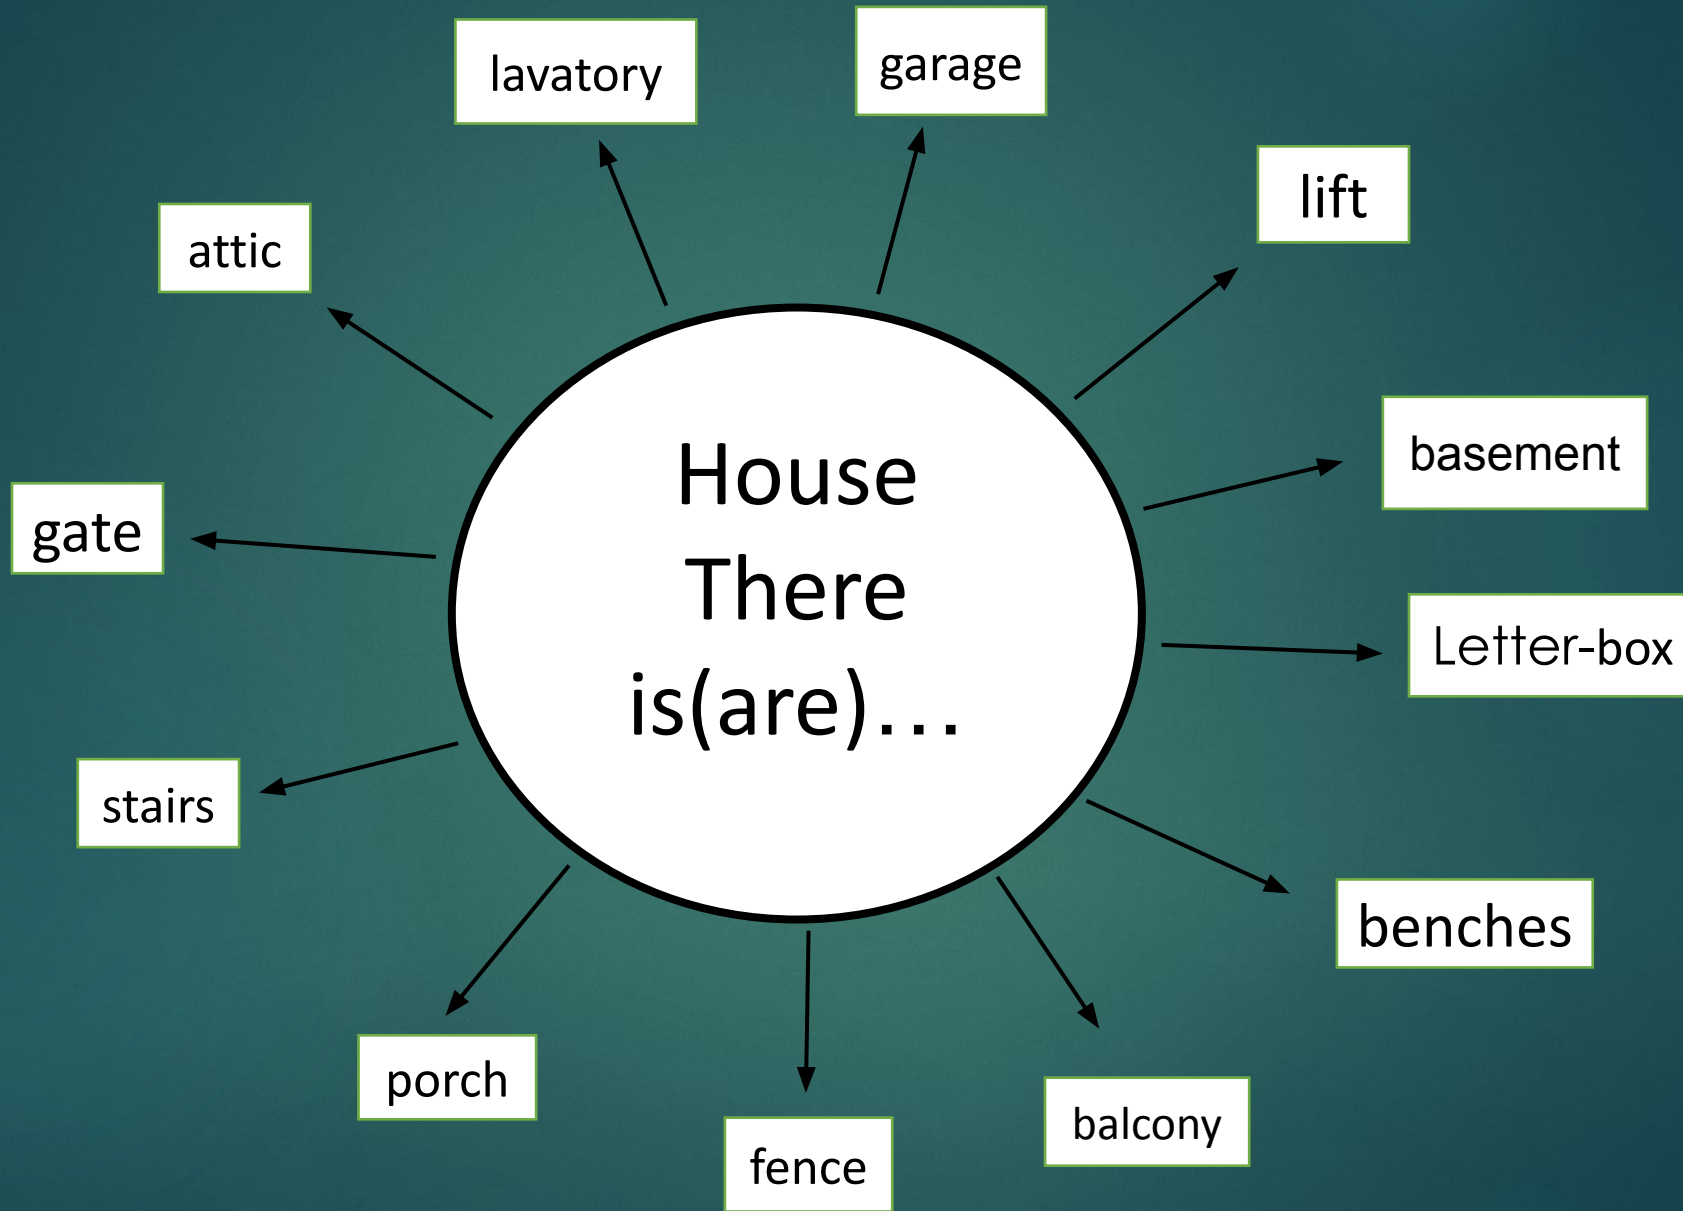 lavatory
garage
lift
attic
basement
House
There
is(are)...
gate
Letter-box
stairs
benches
porch
balcony
fence